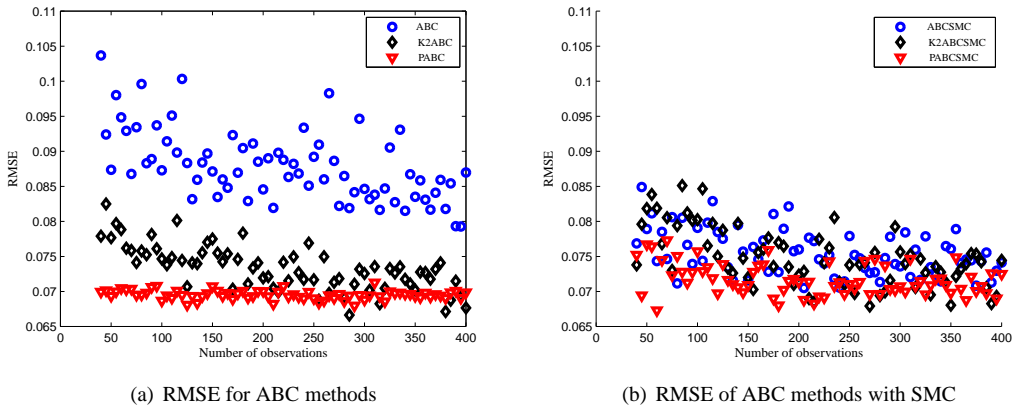 0.11
0.105
0.1
0.095
0.09
0.085
0.08
0.075
0.07
0.065
RMSE
0 50 100 150 200 250 300 350 400
Number of observations
ABC
K2ABC
PABC
(a) RMSE for ABC methods
0.11
0.105
0.1
0.095
0.09
0.085
0.08
0.075
0.07
0.065
RMSE
0 50 100 150 200 250 300 350 400
Number of observations
ABCSMC
K2ABCSMC
PABCSMC
(b) RMSE of ABC methods with SMC